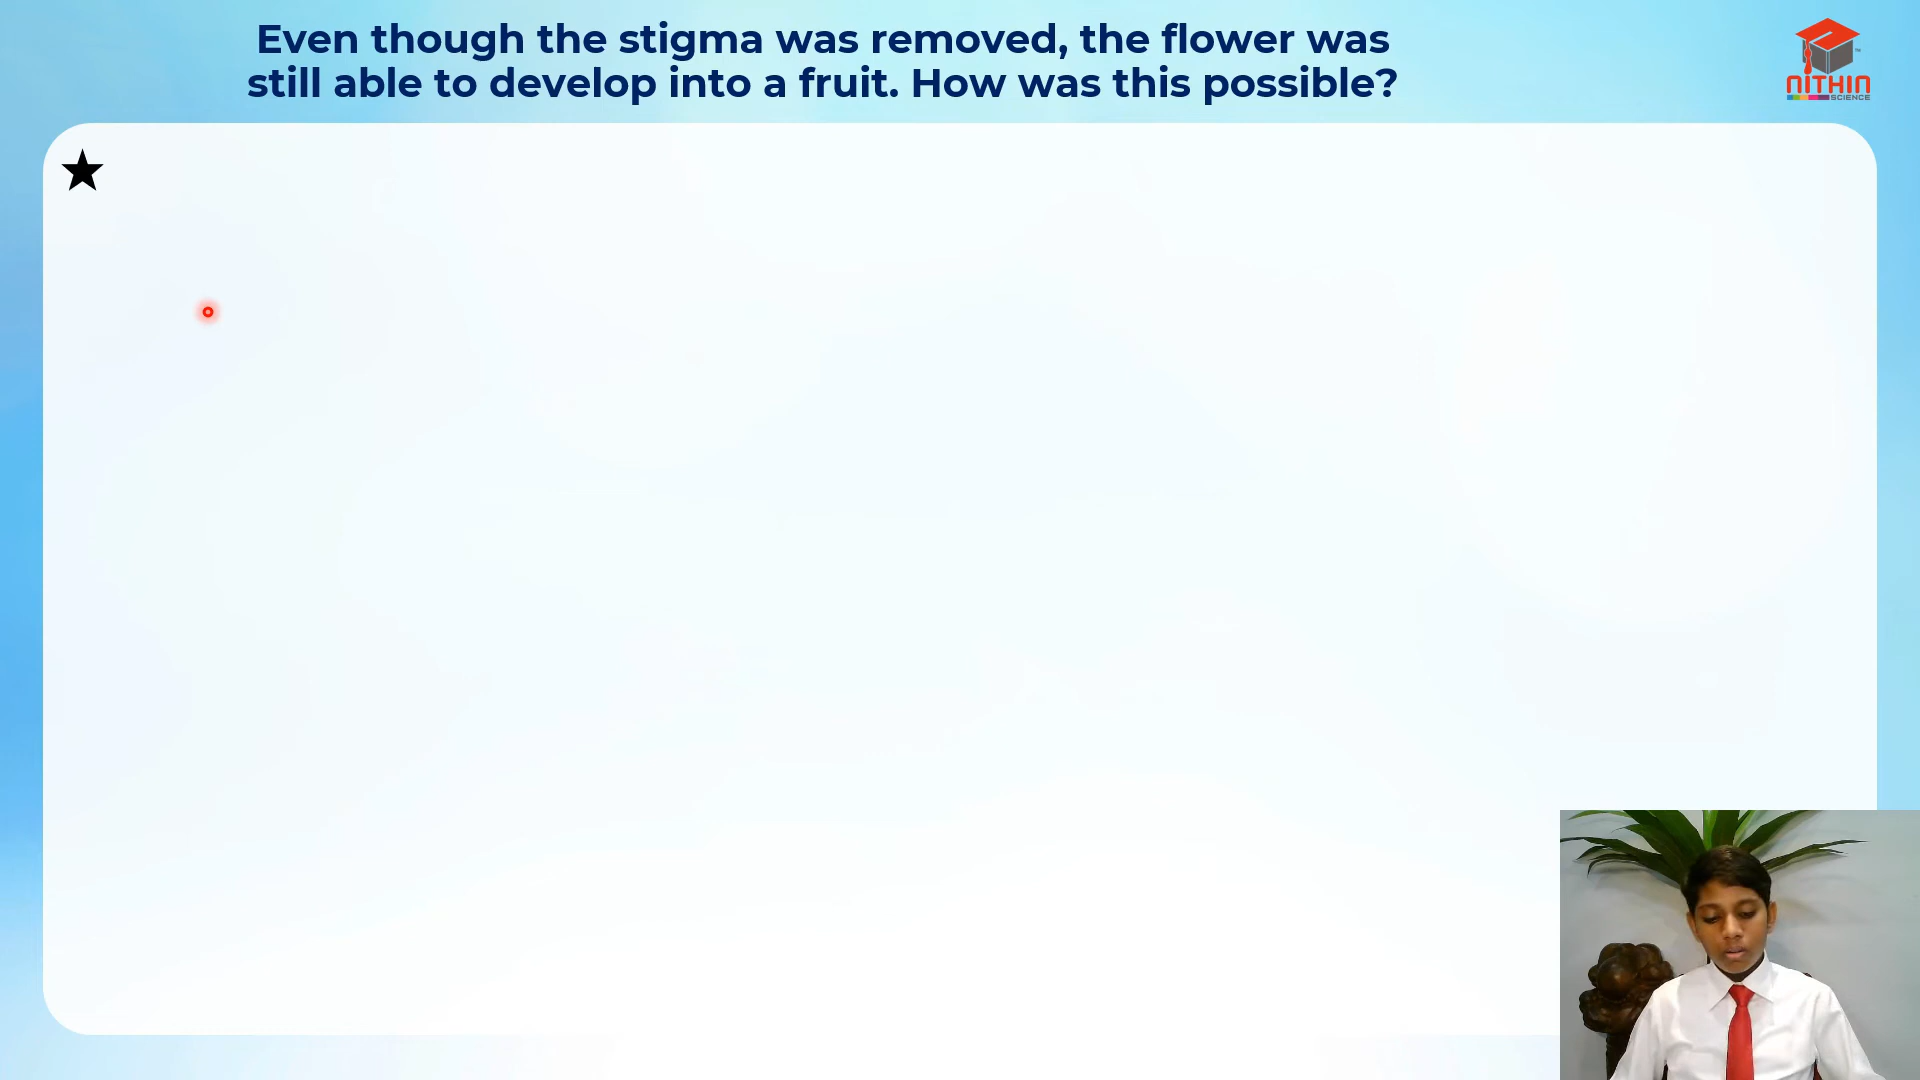 Even though the stigma was removed, the flower was
still able to develop into a fruit. How was this possible?
NITHIN
SCIENCE